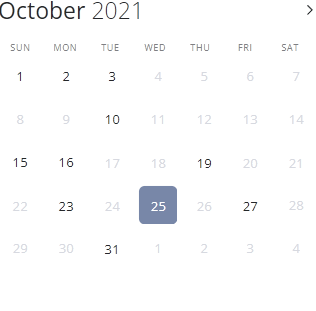 October 2021
SUN MON TUE WED THU FRI SAT
1 2 3 4 5 6 7
8 9 10 11 12 13 14
15 16 17 18 19 20 21
22 23 24 25 26 27 28
29 30 31 1 2 3 4